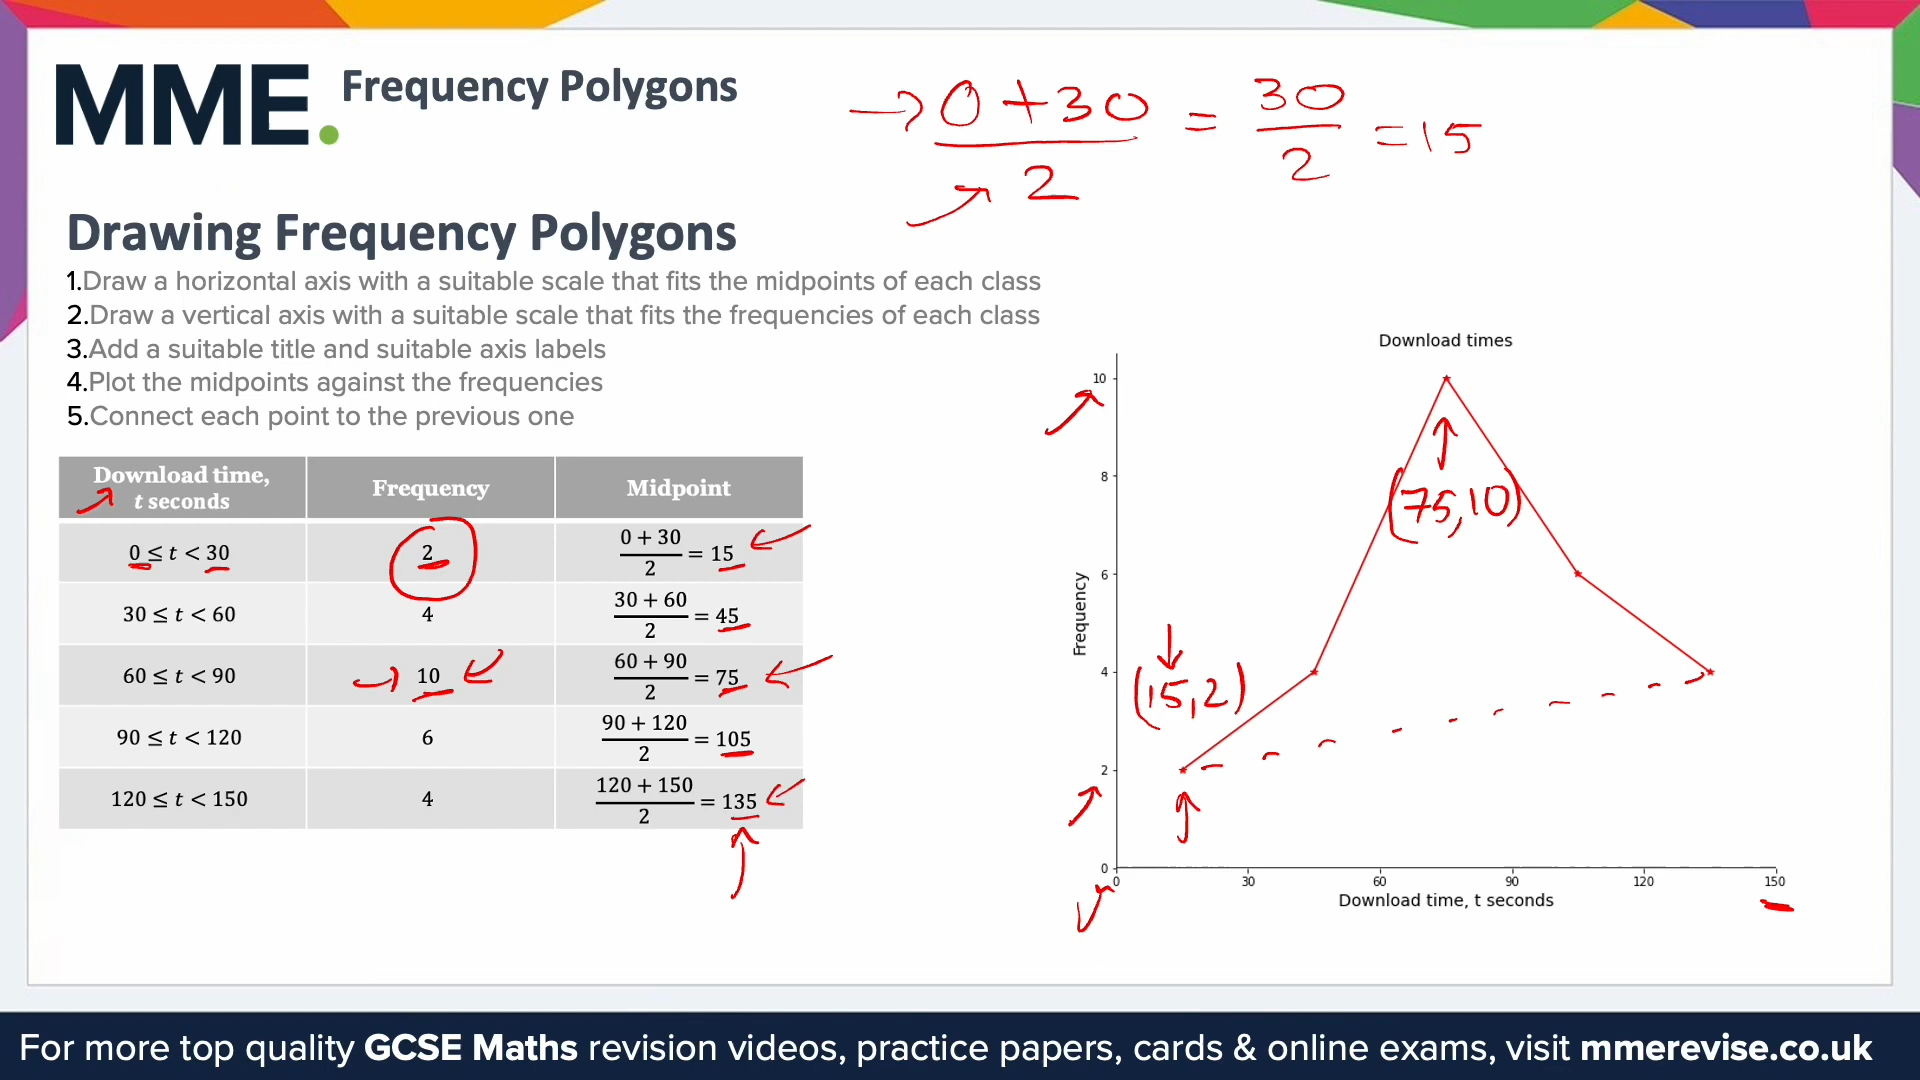 MME.
Frequency Polygons
→ 0 + 30 / 2 = 30 / 2 = 15
Drawing Frequency Polygons
1.Draw a horizontal axis with a suitable scale that fits the midpoints of each class
2.Draw a vertical axis with a suitable scale that fits the frequencies of each class
3.Add a suitable title and suitable axis labels
4.Plot the midpoints against the frequencies
5.Connect each point to the previous one
Download time, t seconds | Frequency | Midpoint
0 ≤ t < 30 | 2 | 0 + 30 / 2 = 15
30 ≤ t < 60 | 4 | 30 + 60 / 2 = 45
60 ≤ t < 90 | 10 | 60 + 90 / 2 = 75
90 ≤ t < 120 | 6 | 90 + 120 / 2 = 105
120 ≤ t < 150 | 4 | 120 + 150 / 2 = 135
Download times
10
8
6
4
2
0
Frequency
(75,10)
(15,2)
0 30 60 90 120 150
Download time, t seconds
For more top quality GCSE Maths revision videos, practice papers, cards & online exams, visit mmerevise.co.uk